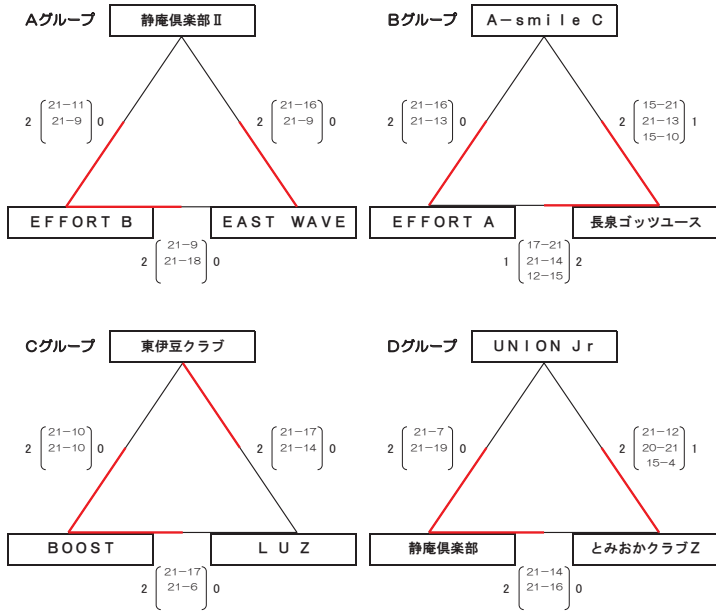 Aグループ
静庵倶楽部Ⅱ
2 21-11 0
21-9
2 21-16 0
21-9
EFFORT B
EAST WAVE
2 21-9 0
21-18
Bグループ
A-smile C
2 21-16 0
21-13
2 15-21 1
21-13
15-10
EFFORT A
長泉ゴッツユース
1 17-21 2
21-14
12-15
Cグループ
東伊豆クラブ
2 21-10 0
21-10
2 21-17 0
21-14
BOOST
LUZ
2 21-17 0
21-6
Dグループ
UNION Jr
2 21-7 0
21-19
2 21-12 1
20-21
15-4
静庵倶楽部
とみおかクラブZ
2 21-14 0
21-16